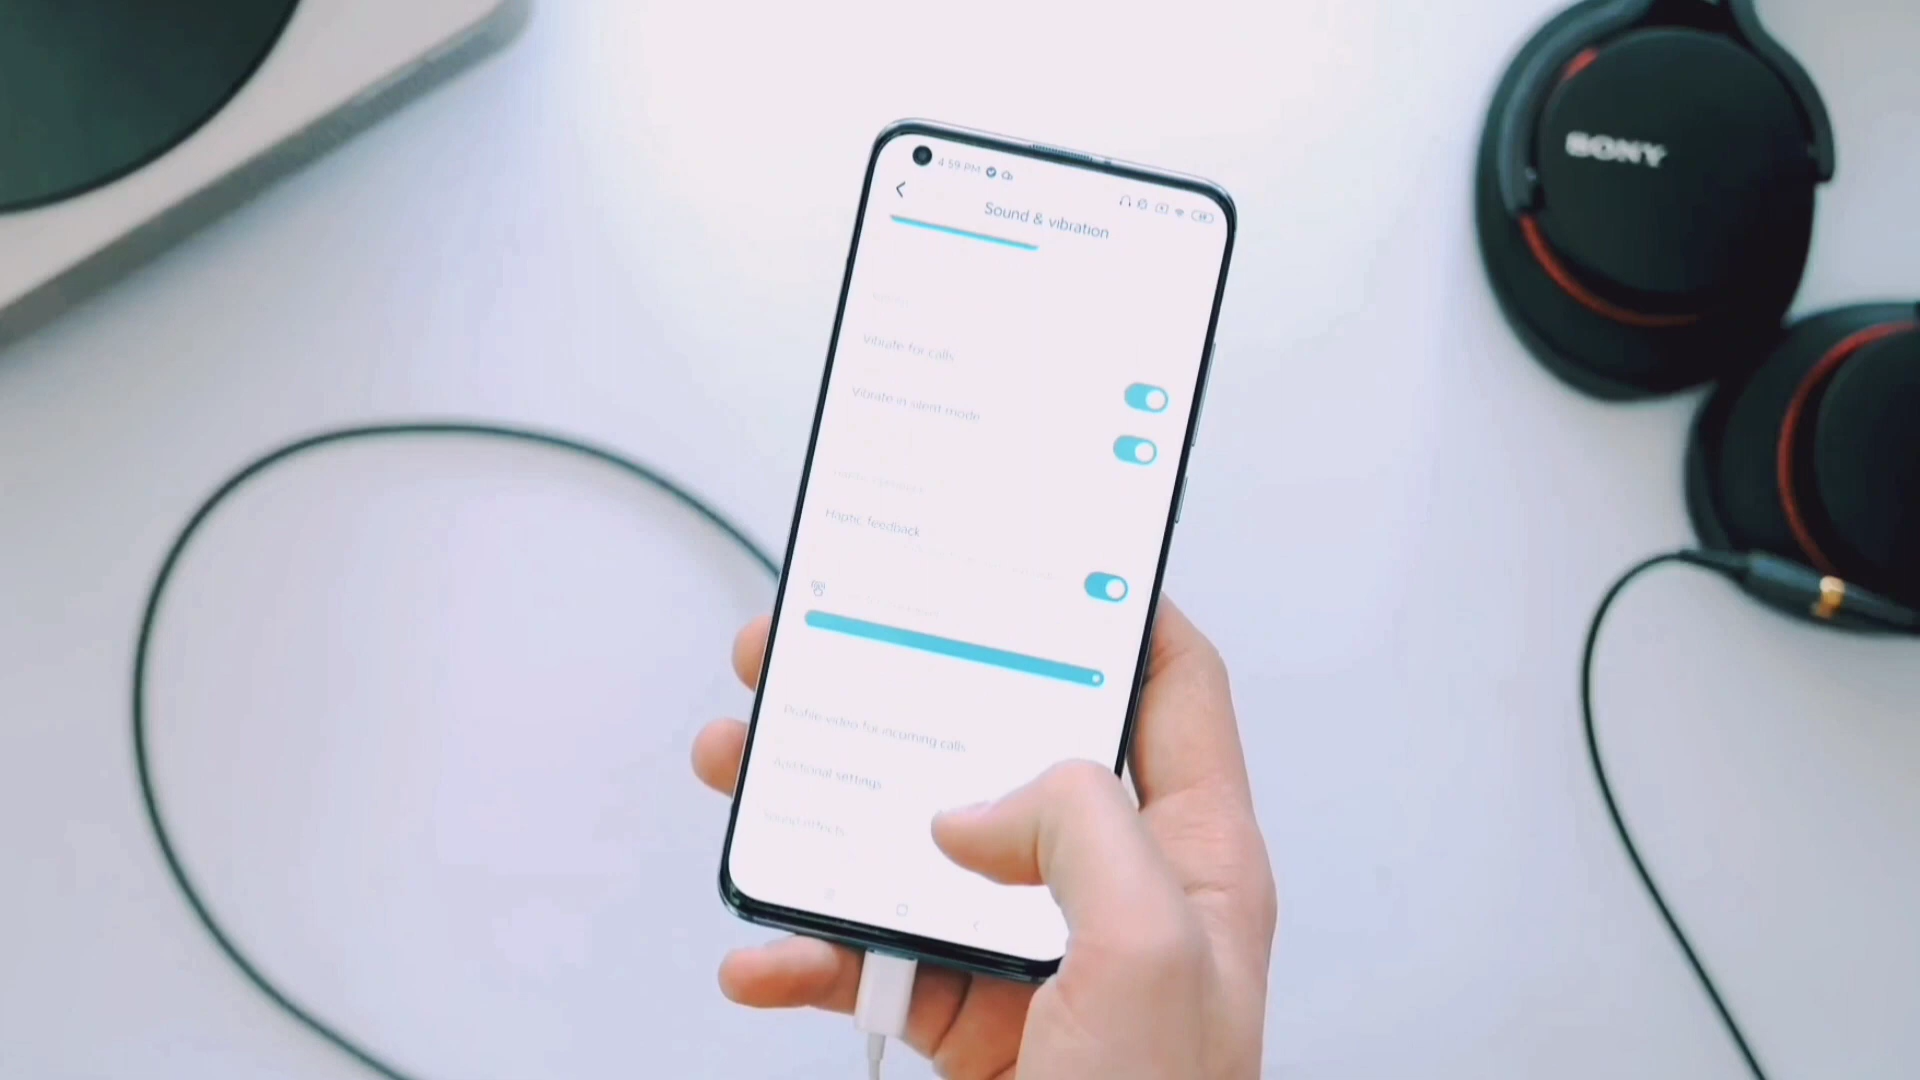 4:59 PM
Sound & vibration
Vibrate for calls
Vibrate in silent mode
Haptic feedback
Profile video for incoming calls
Additional settings
Sound effects
SONY